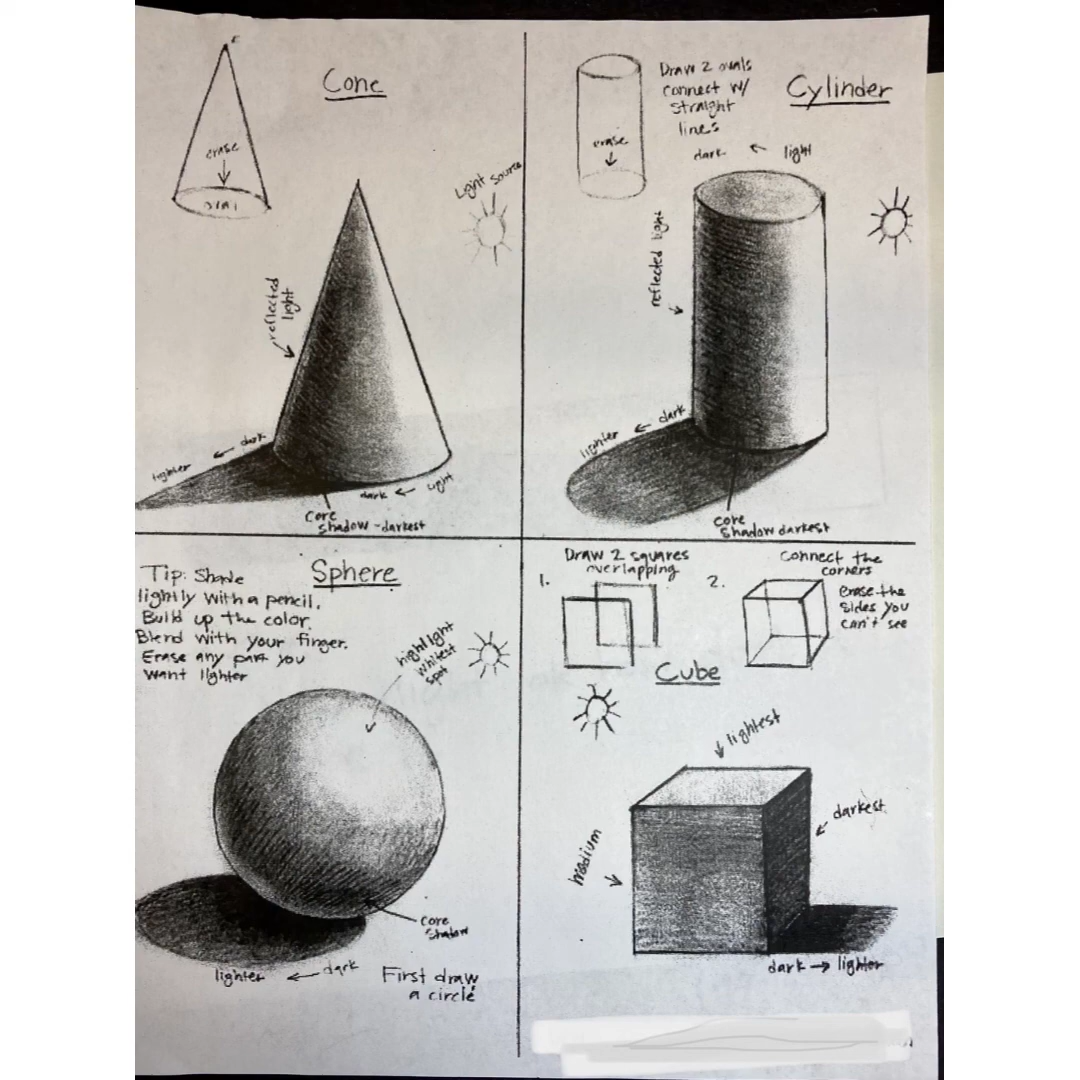 Cone
erase
oval
Light source
reflected
light
lighter ← dark
dark ← light
core
shadow - darkest
Draw 2 ovals
connect w/
straight
lines
Cylinder
erase
dark ← light
reflected light
lighter ← dark
core
shadow darkest
Tip: Shade
lightly with a pencil.
Build up the color.
Blend with your finger.
Erase any part you
want lighter
Sphere
highlight
whitest
spot
core
shadow
lighter ← dark
First draw
a circle
Draw 2 squares
overlapping
1.
2.
Connect the
corners
erase the
sides you
can't see
Cube
lightest
medium
darkest
dark → lighter